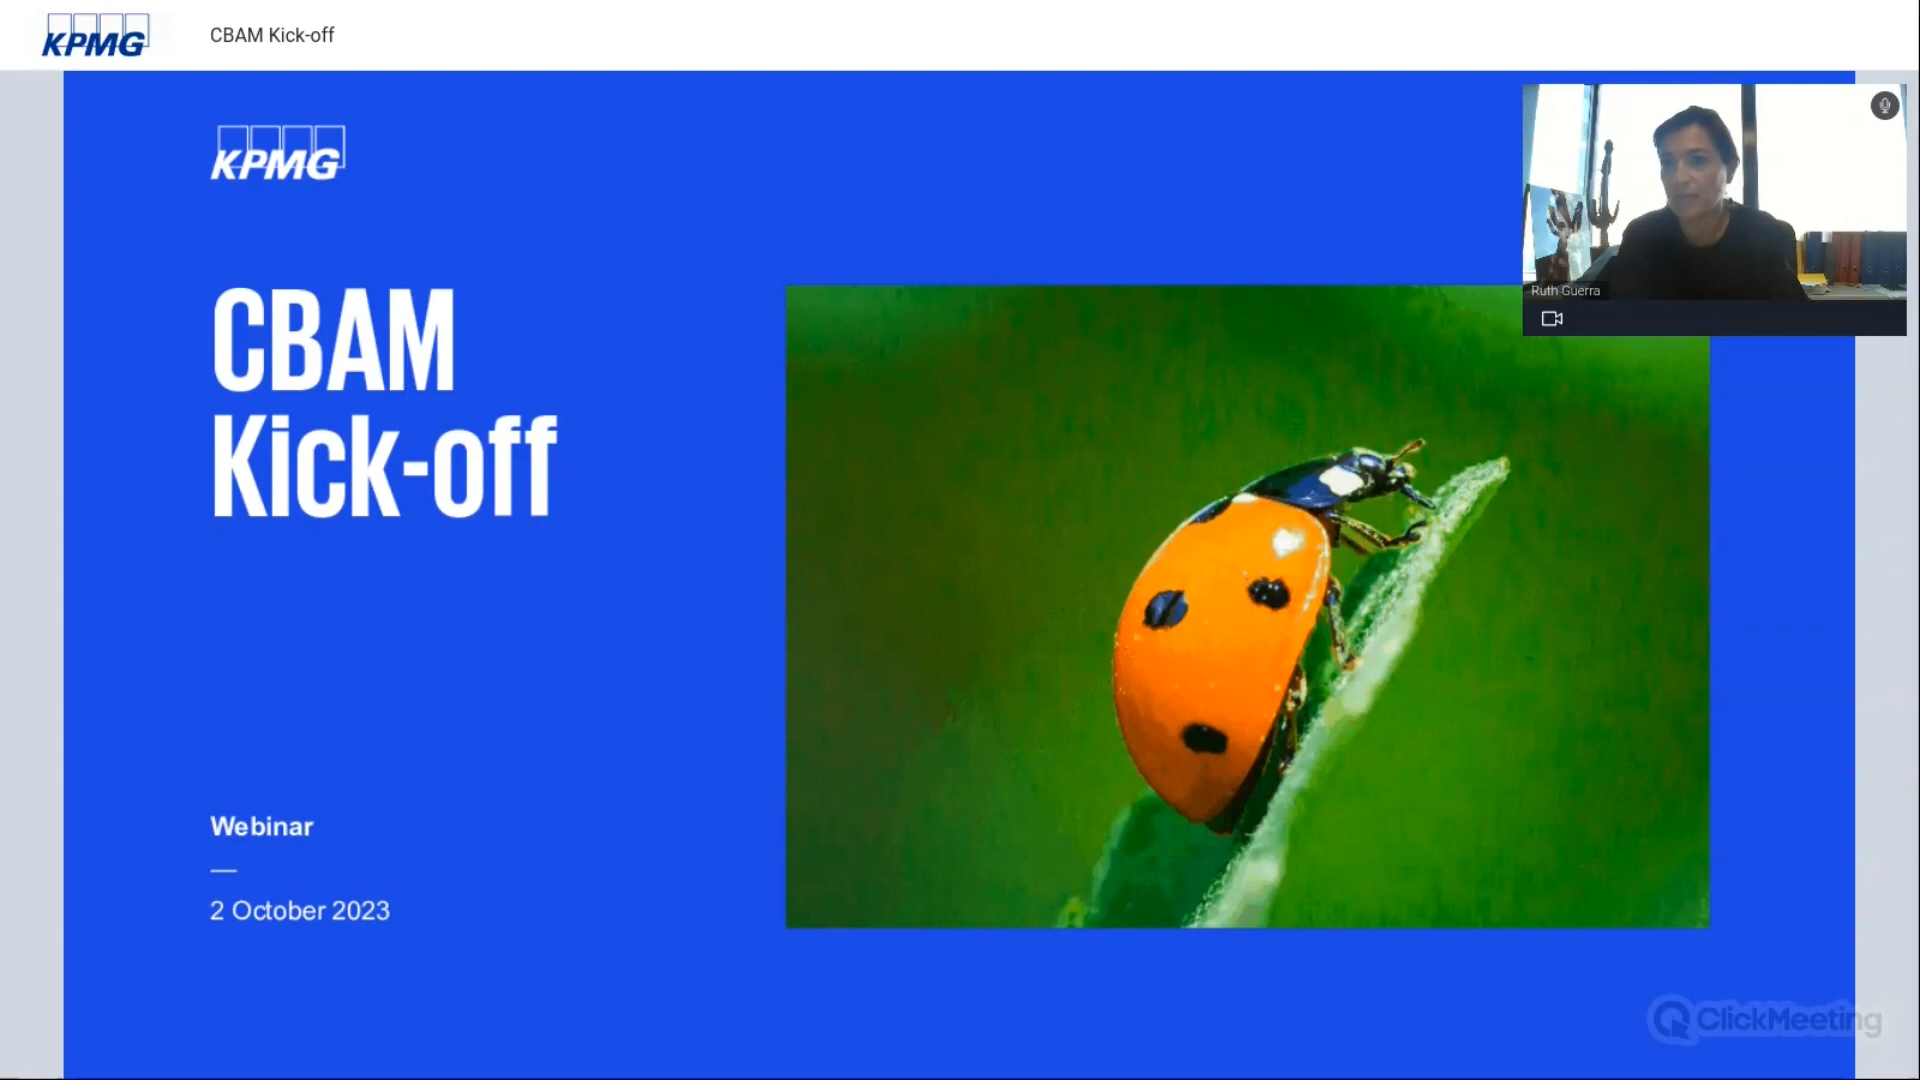 KPMG
CBAM Kick-off
KPMG
Ruth Guerra
CBAM
Kick-off
Webinar
2 October 2023
ClickMeeting